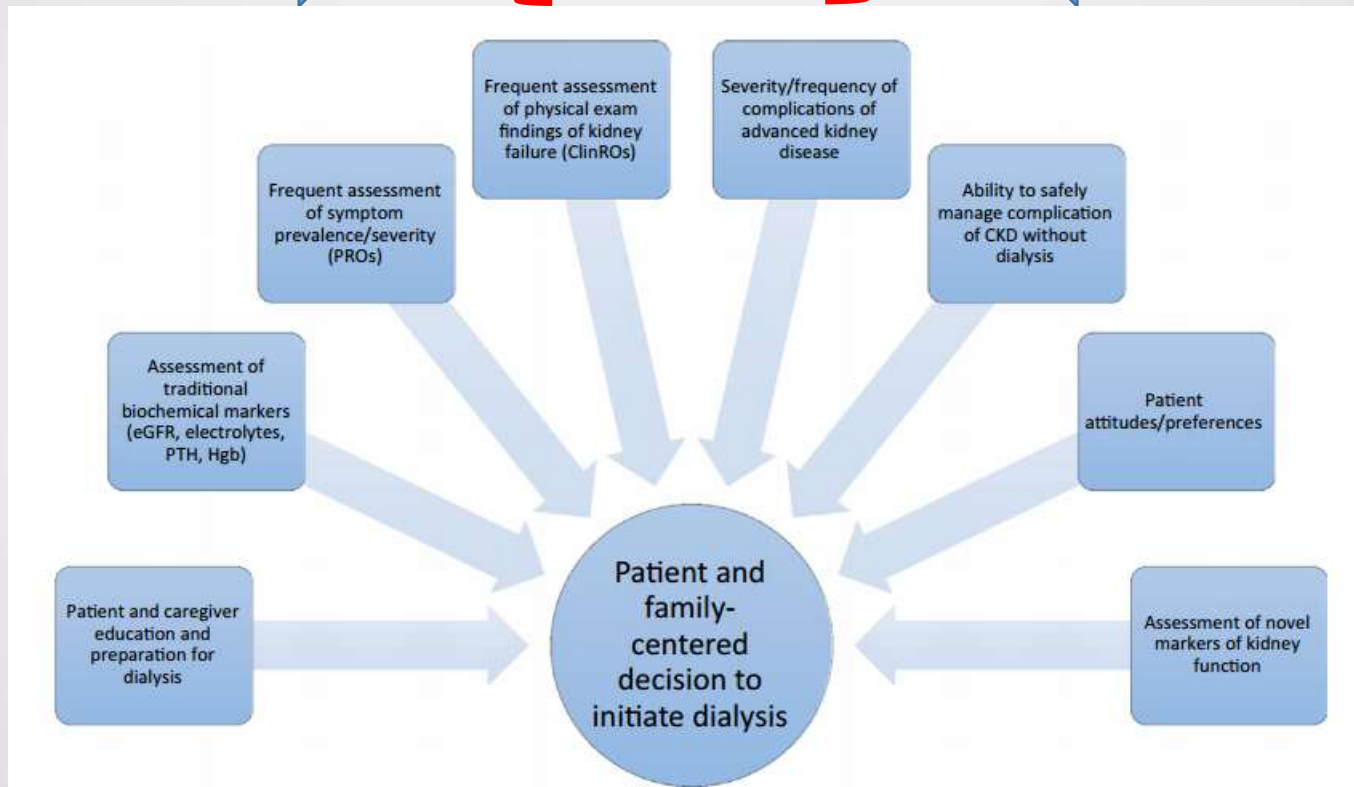 Frequent assessment
of physical exam
findings of kidney
failure (ClinROs)
Severity/frequency of
complications of
advanced kidney
disease
Frequent assessment
of symptom
prevalence/severity
(PROs)
Ability to safely
manage complication
of CKD without
dialysis
Assessment of
traditional
biochemical markers
(eGFR, electrolytes,
PTH, Hgb)
Patient
attitudes/preferences
Patient and caregiver
education and
preparation for
dialysis
Patient and
family-
centered
decision to
initiate dialysis
Assessment of novel
markers of kidney
function